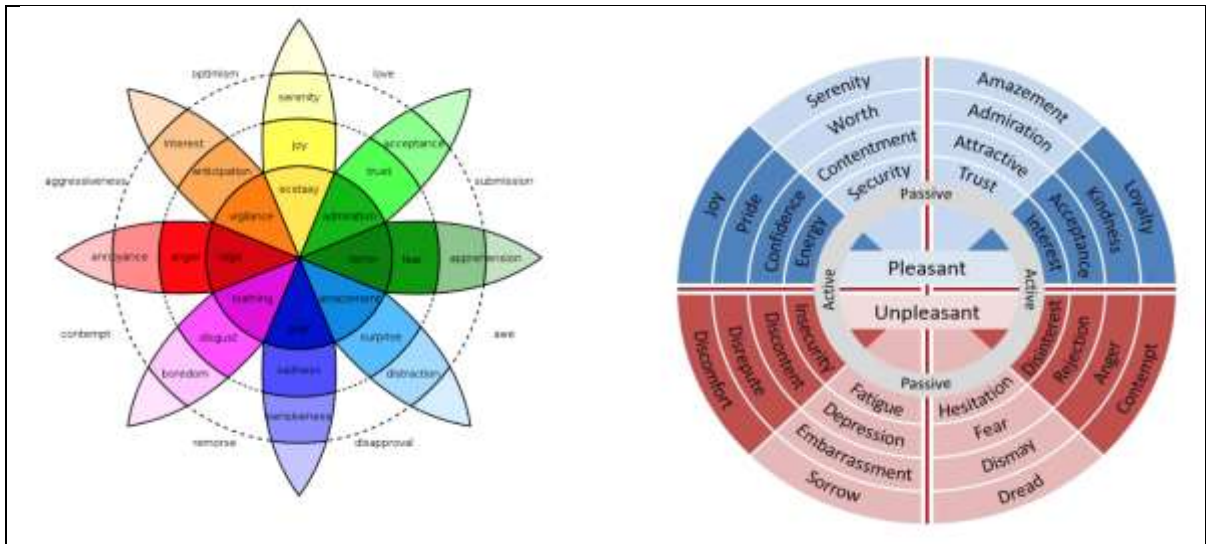 optimism
love
serenity
interest
acceptance
joy
anticipation
trust
aggressiveness
submission
ecstasy
vigilance
admiration
annoyance
anger
rage
terror
fear
apprehension
loathing
amazement
grief
disgust
surprise
contempt
awe
boredom
sadness
distraction
pensiveness
remorse
disapproval
Serenity
Worth
Contentment
Security
Amazement
Admiration
Attractive
Trust
Joy
Pride
Confidence
Energy
Interest
Acceptance
Kindness
Loyalty
Passive
Active
Pleasant
Active
Unpleasant
Passive
Discomfort
Disrepute
Discontent
Insecurity
Disinterest
Rejection
Anger
Contempt
Fatigue
Depression
Embarrassment
Sorrow
Hesitation
Fear
Dismay
Dread